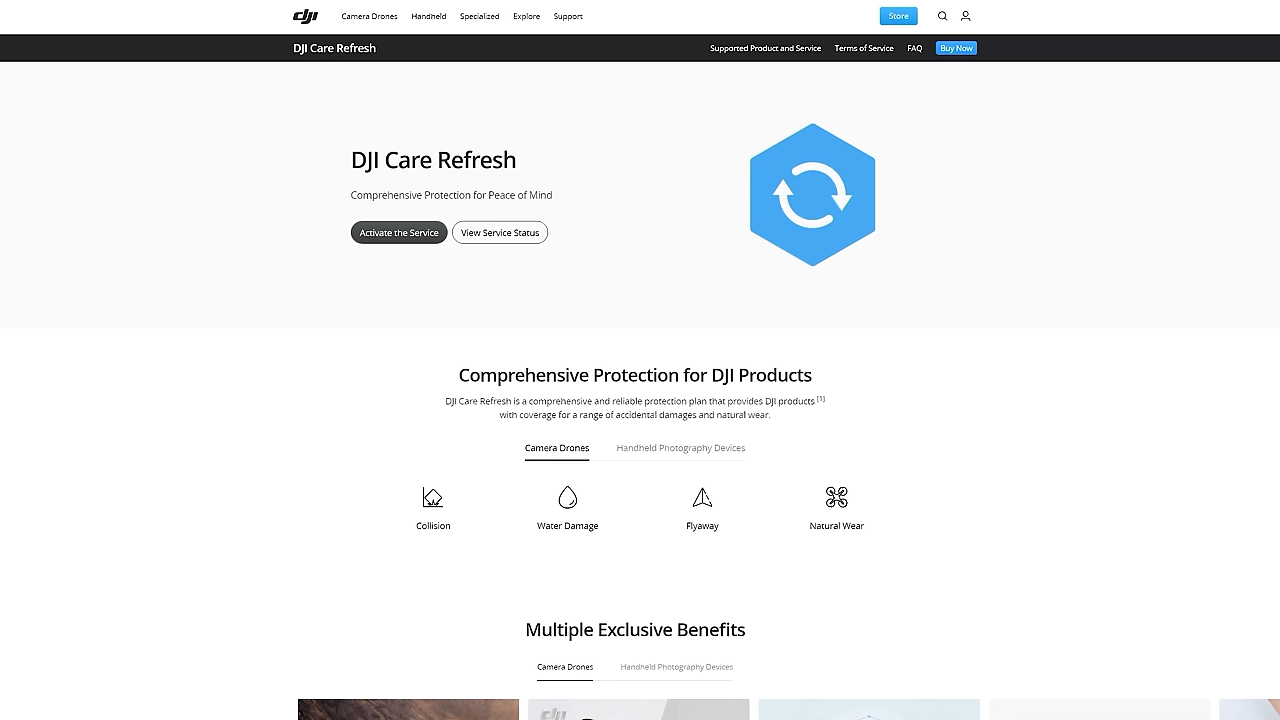 dji
Camera Drones
Handheld
Specialized
Explore
Support
Store
DJI Care Refresh
Supported Product and Service
Terms of Service
FAQ
Buy Now
DJI Care Refresh
Comprehensive Protection for Peace of Mind
Activate the Service
View Service Status
Comprehensive Protection for DJI Products
DJI Care Refresh is a comprehensive and reliable protection plan that provides DJI products [1]
with coverage for a range of accidental damages and natural wear.
Camera Drones
Handheld Photography Devices
Collision
Water Damage
Flyaway
Natural Wear
Multiple Exclusive Benefits
Camera Drones
Handheld Photography Devices
dji